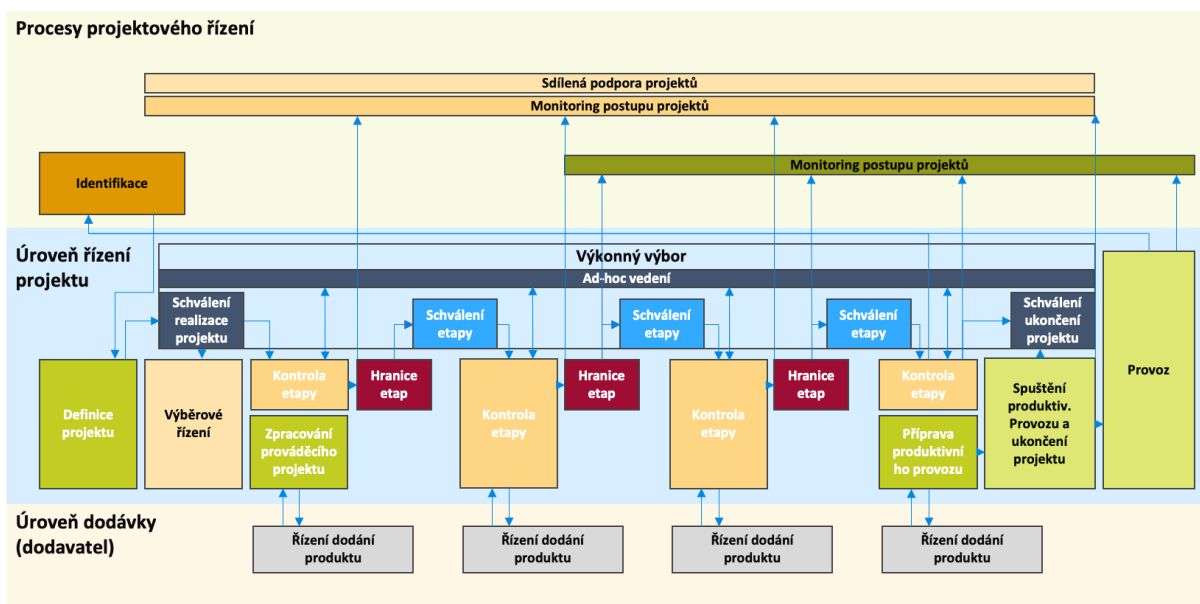 Procesy projektového řízení
Sdílená podpora projektů
Monitoring postupu projektů
Monitoring postupu projektů
Identifikace
Úroveň řízení
projektu
Výkonný výbor
Ad-hoc vedení
Schválení
realizace
projektu
Schválení
etapy
Schválení
etapy
Schválení
etapy
Schválení
ukončení
projektu
Definice
projektu
Výběrové
řízení
Kontrola
etapy
Zpracování
prováděcího
projektu
Hranice
etap
Kontrola
etapy
Hranice
etap
Kontrola
etapy
Hranice
etap
Kontrola
etapy
Příprava
produktivní
ho provozu
Spuštění
produktiv.
Provozu a
ukončení
projektu
Provoz
Úroveň dodávky
(dodavatel)
Řízení dodání
produktu
Řízení dodání
produktu
Řízení dodání
produktu
Řízení dodání
produktu